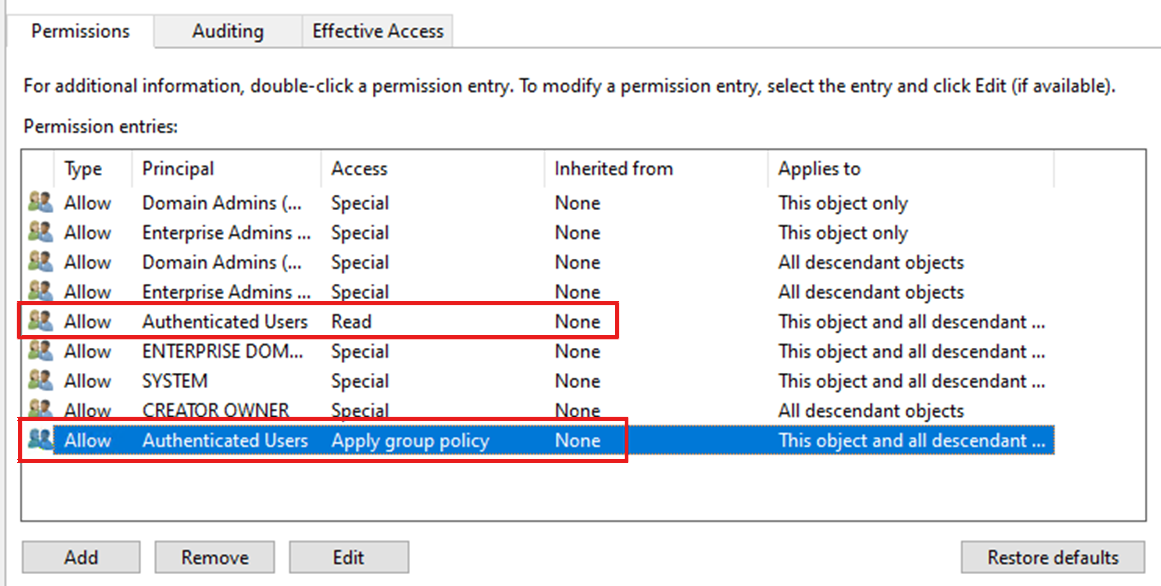 Permissions Auditing Effective Access
For additional information, double-click a permission entry. To modify a permission entry, select the entry and click Edit (if available).
Permission entries:
Type Principal Access Inherited from Applies to
Allow Domain Admins (... Special None This object only
Allow Enterprise Admins ... Special None This object only
Allow Domain Admins (... Special None All descendant objects
Allow Enterprise Admins ... Special None All descendant objects
Allow Authenticated Users Read None This object and all descendant ...
Allow ENTERPRISE DOM... Special None This object and all descendant ...
Allow SYSTEM Special None This object and all descendant ...
Allow CREATOR OWNER Special None All descendant objects
Allow Authenticated Users Apply group policy None This object and all descendant ...
Add Remove Edit Restore defaults